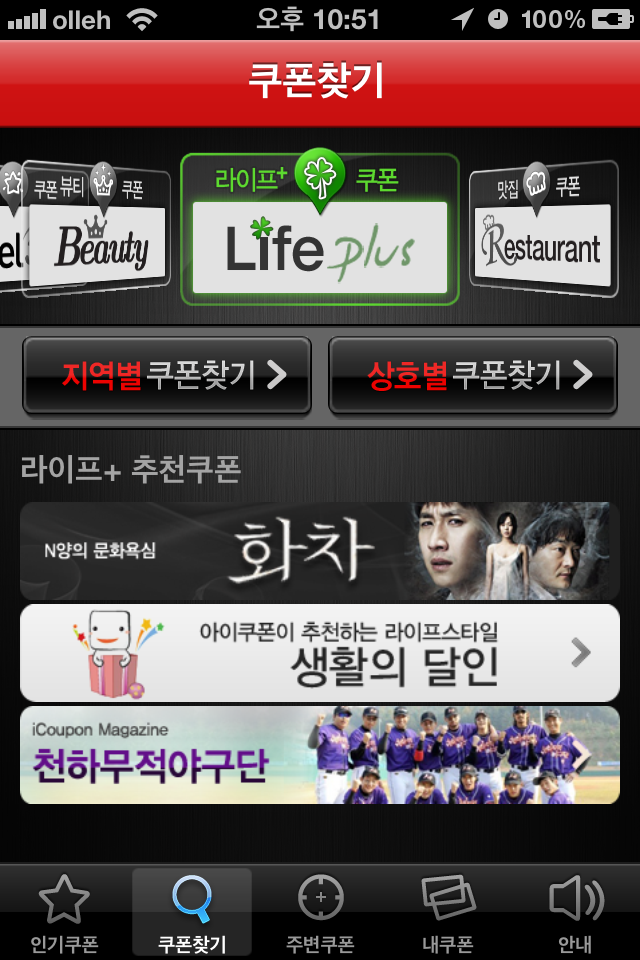 olleh 오후 10:51 100%
쿠폰찾기
쿠폰 뷰티 쿠폰
el
Beauty
라이프+ 쿠폰
Life plus
맛집 쿠폰
Restaurant
지역별 쿠폰찾기
상호별 쿠폰찾기
라이프+ 추천쿠폰
N양의 문화욕심
화차
아이쿠폰이 추천하는 라이프스타일
생활의 달인
iCoupon Magazine
천하무적야구단
인기쿠폰
쿠폰찾기
주변쿠폰
내쿠폰
안내